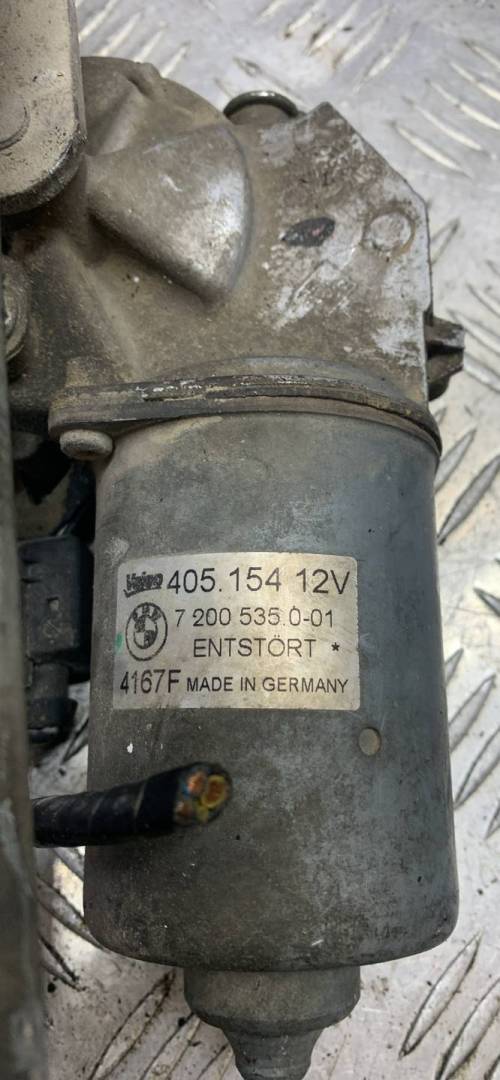 Valeo 405.154 12V
7 200 535.0-01
ENTSTÖRT *
4167F MADE IN GERMANY